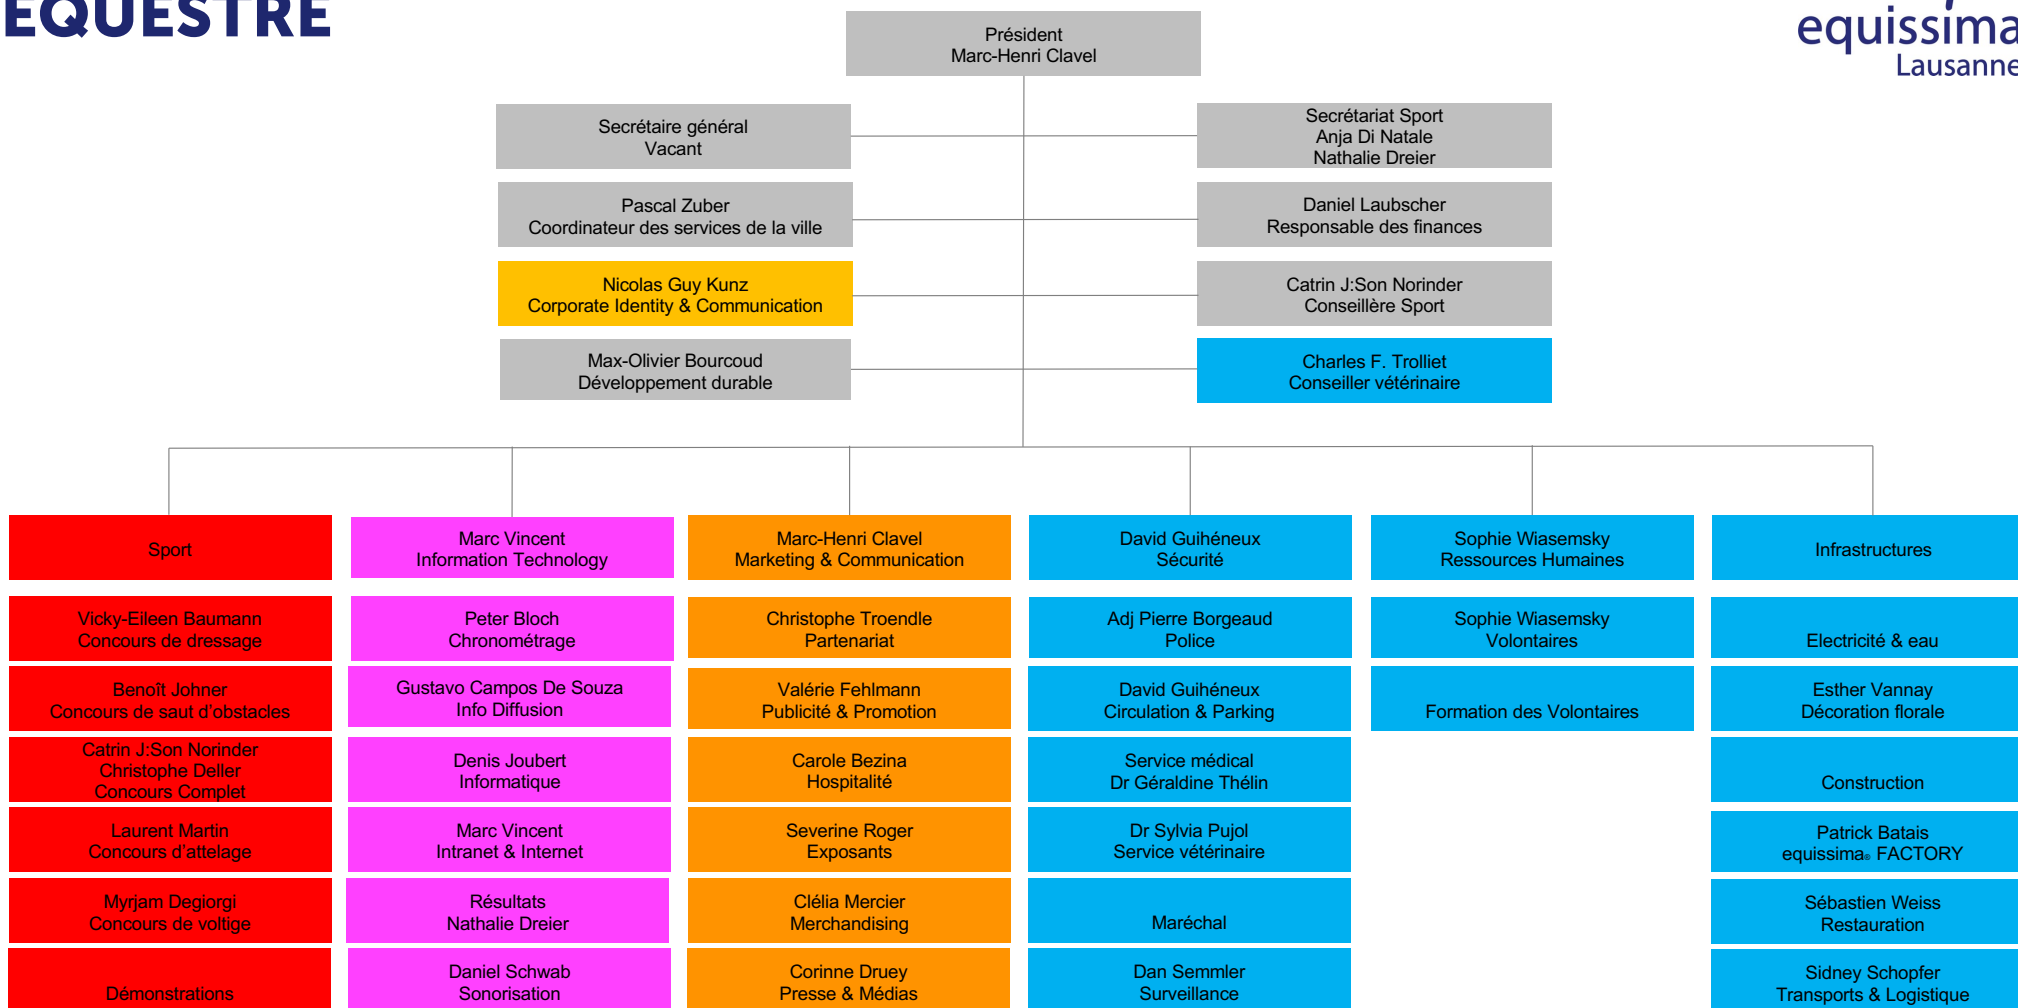 EQUESTRE
equissima
Lausanne
Président
Marc-Henri Clavel
Secrétaire général
Vacant
Secrétariat Sport
Anja Di Natale
Nathalie Dreier
Pascal Zuber
Coordinateur des services de la ville
Daniel Laubscher
Responsable des finances
Nicolas Guy Kunz
Corporate Identity & Communication
Catrin J:Son Norinder
Conseillère Sport
Max-Olivier Bourcoud
Développement durable
Charles F. Trolliet
Conseiller vétérinaire
Sport
Vicky-Eileen Baumann
Concours de dressage
Benoît Johner
Concours de saut d'obstacles
Catrin J:Son Norinder
Christophe Deller
Concours Complet
Laurent Martin
Concours d'attelage
Myrjam Degiorgi
Concours de voltige
Démonstrations
Marc Vincent
Information Technology
Peter Bloch
Chronométrage
Gustavo Campos De Souza
Info Diffusion
Denis Joubert
Informatique
Marc Vincent
Intranet & Internet
Résultats
Nathalie Dreier
Daniel Schwab
Sonorisation
Marc-Henri Clavel
Marketing & Communication
Christophe Troendle
Partenariat
Valérie Fehlmann
Publicité & Promotion
Carole Bezina
Hospitalité
Severine Roger
Exposants
Clélia Mercier
Merchandising
Corinne Druey
Presse & Médias
David Guihéneux
Sécurité
Adj Pierre Borgeaud
Police
David Guihéneux
Circulation & Parking
Service médical
Dr Géraldine Thélin
Dr Sylvia Pujol
Service vétérinaire
Maréchal
Dan Semmler
Surveillance
Sophie Wiasemsky
Ressources Humaines
Sophie Wiasemsky
Volontaires
Formation des Volontaires
Infrastructures
Electricité & eau
Esther Vannay
Décoration florale
Construction
Patrick Batais
equissima® FACTORY
Sébastien Weiss
Restauration
Sidney Schopfer
Transports & Logistique